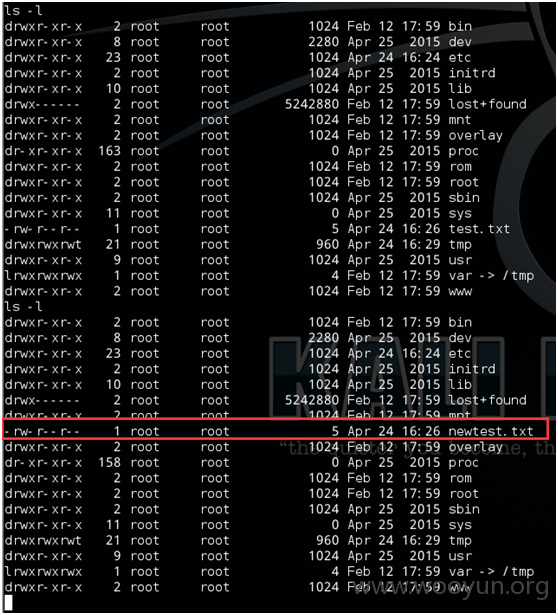 ls -l
drwxr-xr-x 2 root root 1024 Feb 12 17:59 bin
drwxr-xr-x 8 root root 2280 Apr 25 2015 dev
drwxr-xr-x 23 root root 1024 Apr 24 16:24 etc
drwxr-xr-x 2 root root 1024 Apr 25 2015 initrd
drwxr-xr-x 10 root root 1024 Apr 25 2015 lib
drwx------ 2 root root 5242880 Feb 12 17:59 lost+found
drwxr-xr-x 2 root root 1024 Feb 12 17:59 mnt
drwxr-xr-x 2 root root 1024 Feb 12 17:59 overlay
dr-xr-xr-x 163 root root 0 Apr 25 2015 proc
drwxr-xr-x 2 root root 1024 Feb 12 17:59 rom
drwxr-xr-x 2 root root 1024 Feb 12 17:59 root
drwxr-xr-x 2 root root 1024 Apr 25 2015 sbin
drwxr-xr-x 11 root root 0 Apr 25 2015 sys
-rw-r--r-- 1 root root 5 Apr 24 16:26 test.txt
drwxrwxrwt 21 root root 960 Apr 24 16:29 tmp
drwxr-xr-x 9 root root 1024 Apr 25 2015 usr
lrwxrwxrwx 1 root root 4 Feb 12 17:59 var -> /tmp
drwxr-xr-x 2 root root 1024 Feb 12 17:59 www
ls -l
drwxr-xr-x 2 root root 1024 Feb 12 17:59 bin
drwxr-xr-x 8 root root 2280 Apr 25 2015 dev
drwxr-xr-x 23 root root 1024 Apr 24 16:24 etc
drwxr-xr-x 2 root root 1024 Apr 25 2015 initrd
drwxr-xr-x 10 root root 1024 Apr 25 2015 lib
drwx------ 2 root root 5242880 Feb 12 17:59 lost+found
drwxr-xr-x 2 root root 1024 Feb 12 17:59 mnt
-rw-r--r-- 1 root root 5 Apr 24 16:26 newtest.txt
drwxr-xr-x 2 root root 1024 Feb 12 17:59 overlay
dr-xr-xr-x 158 root root 0 Apr 25 2015 proc
drwxr-xr-x 2 root root 1024 Feb 12 17:59 rom
drwxr-xr-x 2 root root 1024 Feb 12 17:59 root
drwxr-xr-x 2 root root 1024 Apr 25 2015 sbin
drwxr-xr-x 11 root root 0 Apr 25 2015 sys
drwxrwxrwt 21 root root 960 Apr 24 16:29 tmp
drwxr-xr-x 9 root root 1024 Apr 25 2015 usr
lrwxrwxrwx 1 root root 4 Feb 12 17:59 var -> /tmp
drwxr-xr-x 2 root root 1024 Feb 12 17:59 www
KALI
you become, th
www.wooyun.org